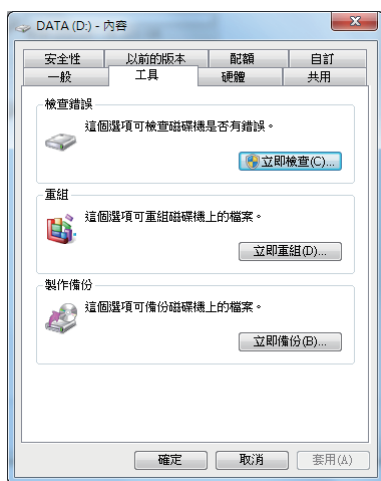 DATA (D:) - 內容
安全性 以前的版本 配額 自訂
一般 工具 硬體 共用
檢查錯誤
這個選項可檢查磁碟機是否有錯誤。
立即檢查(C)...
重組
這個選項可重組磁碟機上的檔案。
立即重組(D)...
製作備份
這個選項可備份磁碟機上的檔案。
立即備份(B)...
確定 取消 套用(A)